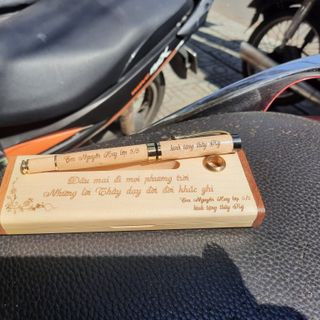 Em Nguyễn Huy lớp 5/5
kính tặng thầy
Dẫu mai đi mọi phương trời
Những lời Thầy dạy đời đời khắc ghi
Em Nguyễn Huy lớp 5/5
kính tặng thầy